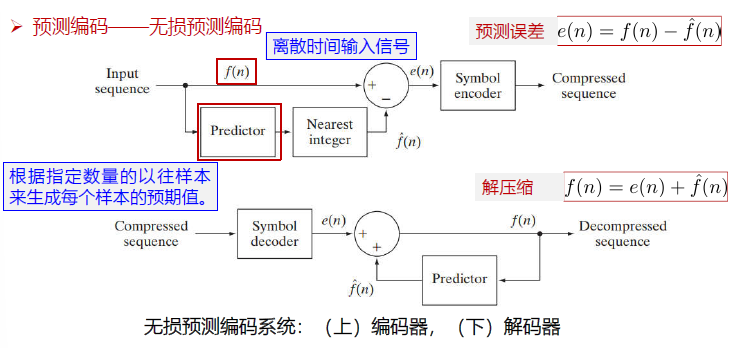 ➢ 预测编码——无损预测编码
离散时间输入信号
预测误差 e(n) = f(n) − f̂(n)
Input
sequence
f(n)
+
−
e(n)
Symbol
encoder
Compressed
sequence
Predictor
Nearest
integer
f̂(n)
根据指定数量的以往样本
来生成每个样本的预期值。
解压缩 f(n) = e(n) + f̂(n)
Compressed
sequence
Symbol
decoder
e(n)
+
+
f(n)
Decompressed
sequence
Predictor
f̂(n)
无损预测编码系统：（上）编码器，（下）解码器